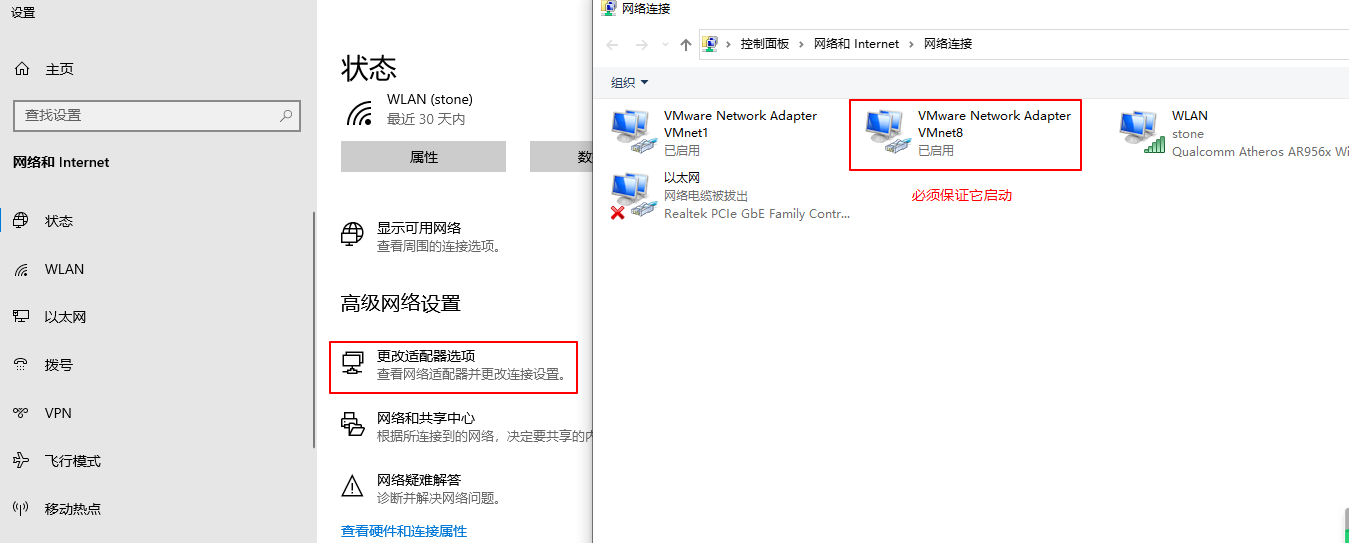 设置
主页
查找设置
网络和 Internet
状态
WLAN
以太网
拨号
VPN
飞行模式
移动热点
状态
WLAN (stone)
最近 30 天内
属性
数
显示可用网络
查看周围的连接选项。
高级网络设置
更改适配器选项
查看网络适配器并更改连接设置。
网络和共享中心
根据所连接到的网络，决定要共享的内
网络疑难解答
诊断并解决网络问题。
查看硬件和连接属性
网络连接
控制面板 › 网络和 Internet › 网络连接
组织
VMware Network Adapter
VMnet1
已启用
VMware Network Adapter
VMnet8
已启用
WLAN
stone
Qualcomm Atheros AR956x Wi
以太网
网络电缆被拔出
Realtek PCIe GbE Family Contr...
必须保证它启动